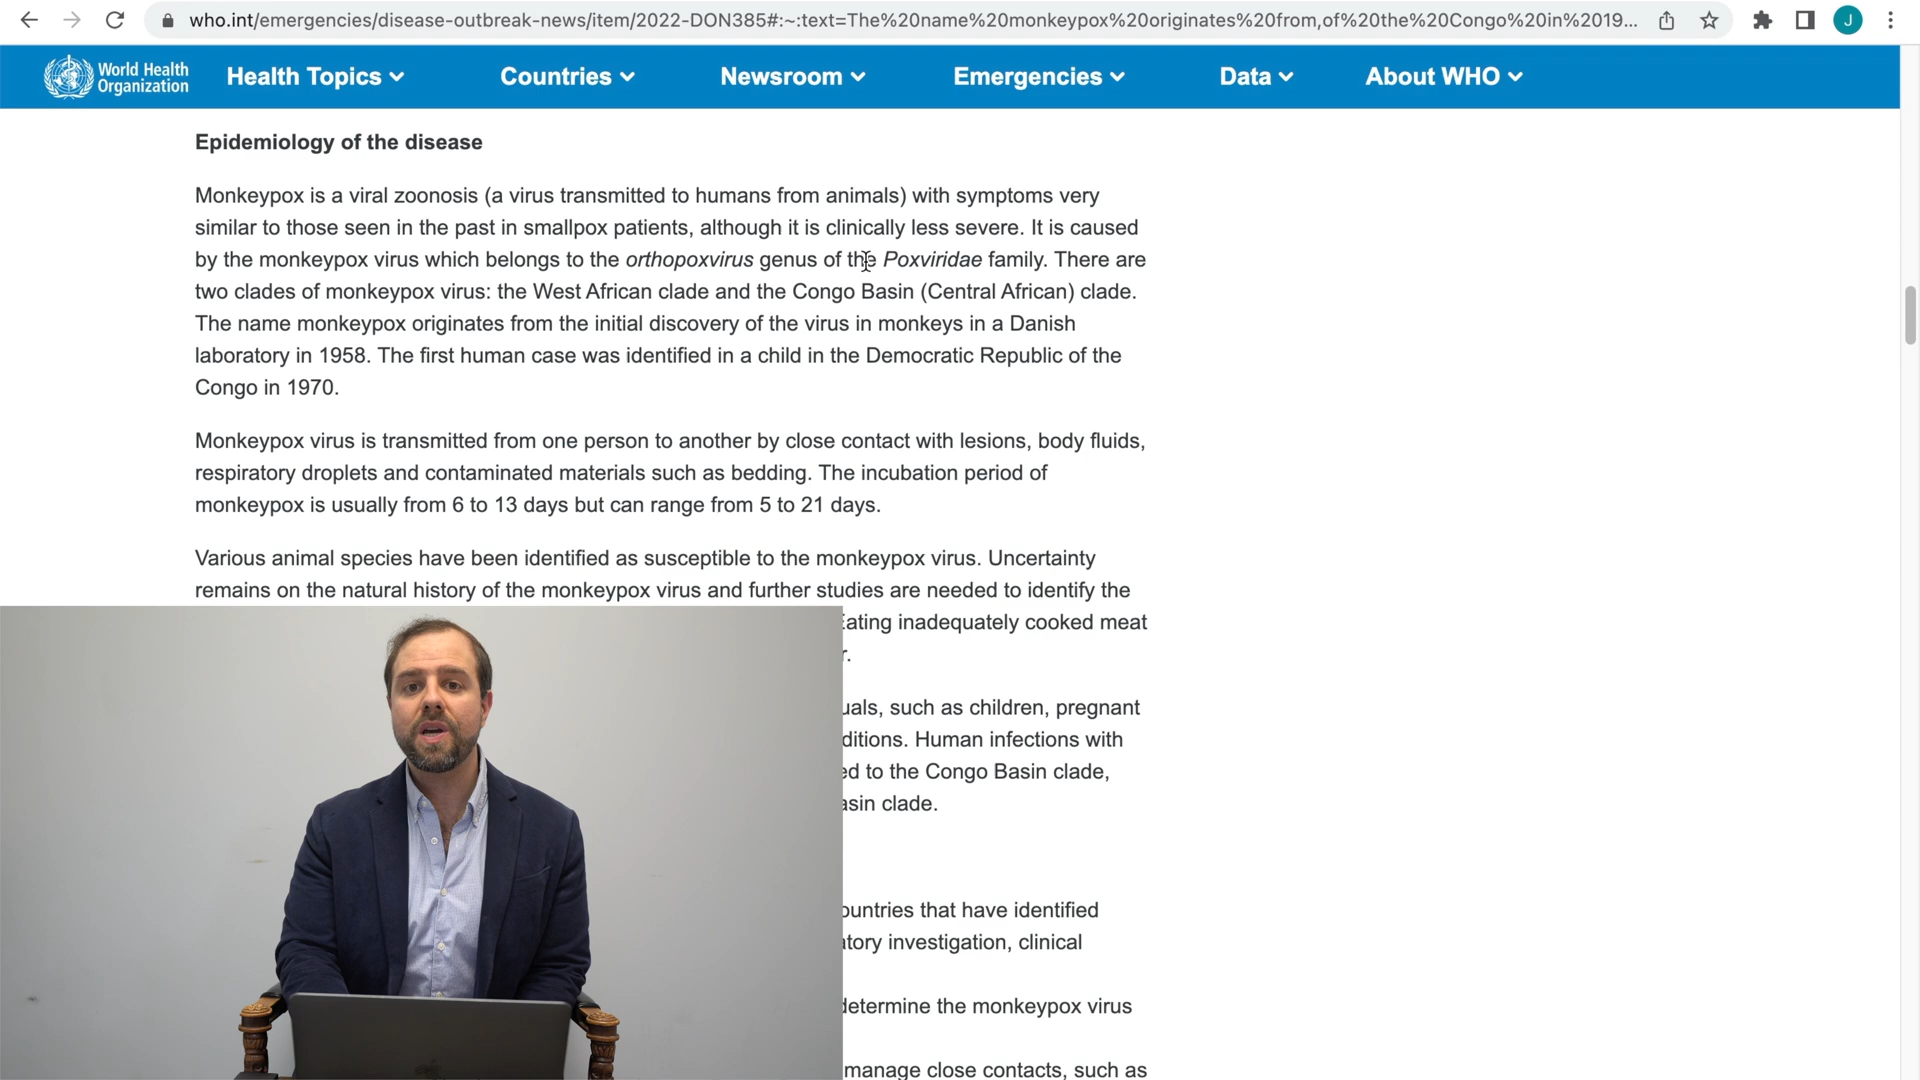 who.int/emergencies/disease-outbreak-news/item/2022-DON385#:~:text=The%20name%20monkeypox%20originates%20from,of%20the%20Congo%20in%2019...
J
World Health
Organization
Health Topics
Countries
Newsroom
Emergencies
Data
About WHO
Epidemiology of the disease
Monkeypox is a viral zoonosis (a virus transmitted to humans from animals) with symptoms very
similar to those seen in the past in smallpox patients, although it is clinically less severe. It is caused
by the monkeypox virus which belongs to the orthopoxvirus genus of the Poxviridae family. There are
two clades of monkeypox virus: the West African clade and the Congo Basin (Central African) clade.
The name monkeypox originates from the initial discovery of the virus in monkeys in a Danish
laboratory in 1958. The first human case was identified in a child in the Democratic Republic of the
Congo in 1970.
Monkeypox virus is transmitted from one person to another by close contact with lesions, body fluids,
respiratory droplets and contaminated materials such as bedding. The incubation period of
monkeypox is usually from 6 to 13 days but can range from 5 to 21 days.
Various animal species have been identified as susceptible to the monkeypox virus. Uncertainty
remains on the natural history of the monkeypox virus and further studies are needed to identify the
Eating inadequately cooked meat
r.
uals, such as children, pregnant
ditions. Human infections with
ed to the Congo Basin clade,
asin clade.
ountries that have identified
atory investigation, clinical
determine the monkeypox virus
manage close contacts, such as